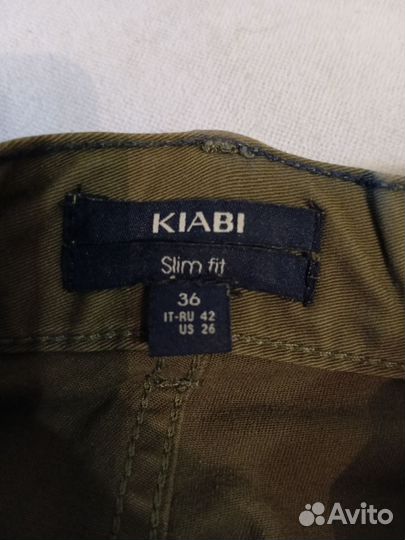 KIABI
Slim fit
36
IT-RU 42
US 26
Avito